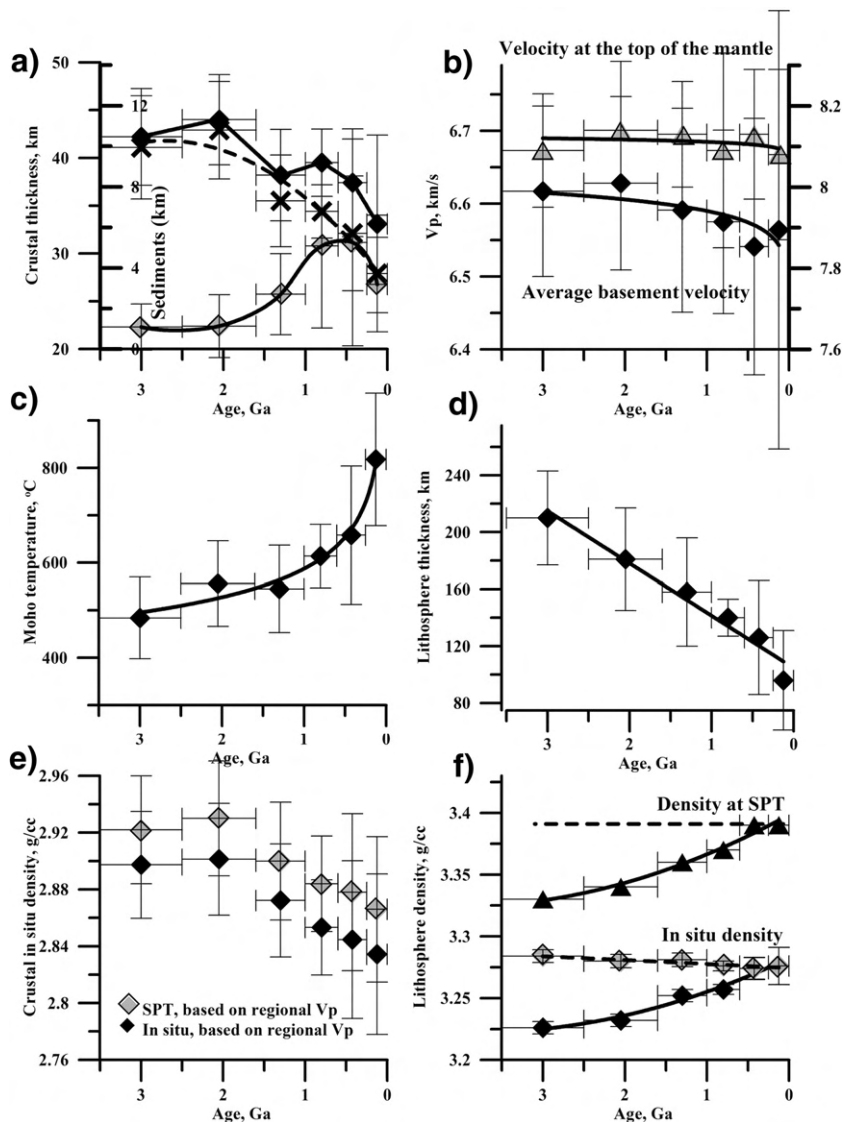 a)
50
40
30
20
Crustal thickness, km
12
8
4
0
Sediments (km)
3 2 1 0
Age, Ga
b)
Velocity at the top of the mantle
6.7
6.6
6.5
6.4
Vp, km/s
8.2
8
7.8
7.6
Average basement velocity
3 2 1 0
Age, Ga
c)
800
600
400
Moho temperature, °C
3 2 1 0
Age, Ga
d)
240
200
160
120
80
Lithosphere thickness, km
3 2 1 0
Age, Ga
e)
2.96
2.92
2.88
2.84
2.8
2.76
Crustal in situ density, g/cc
SPT, based on regional Vp
In situ, based on regional Vp
3 2 1 0
Age, Ga
f)
3.4
3.35
3.3
3.25
3.2
Lithosphere density, g/cc
Density at SPT
In situ density
3 2 1 0
Age, Ga